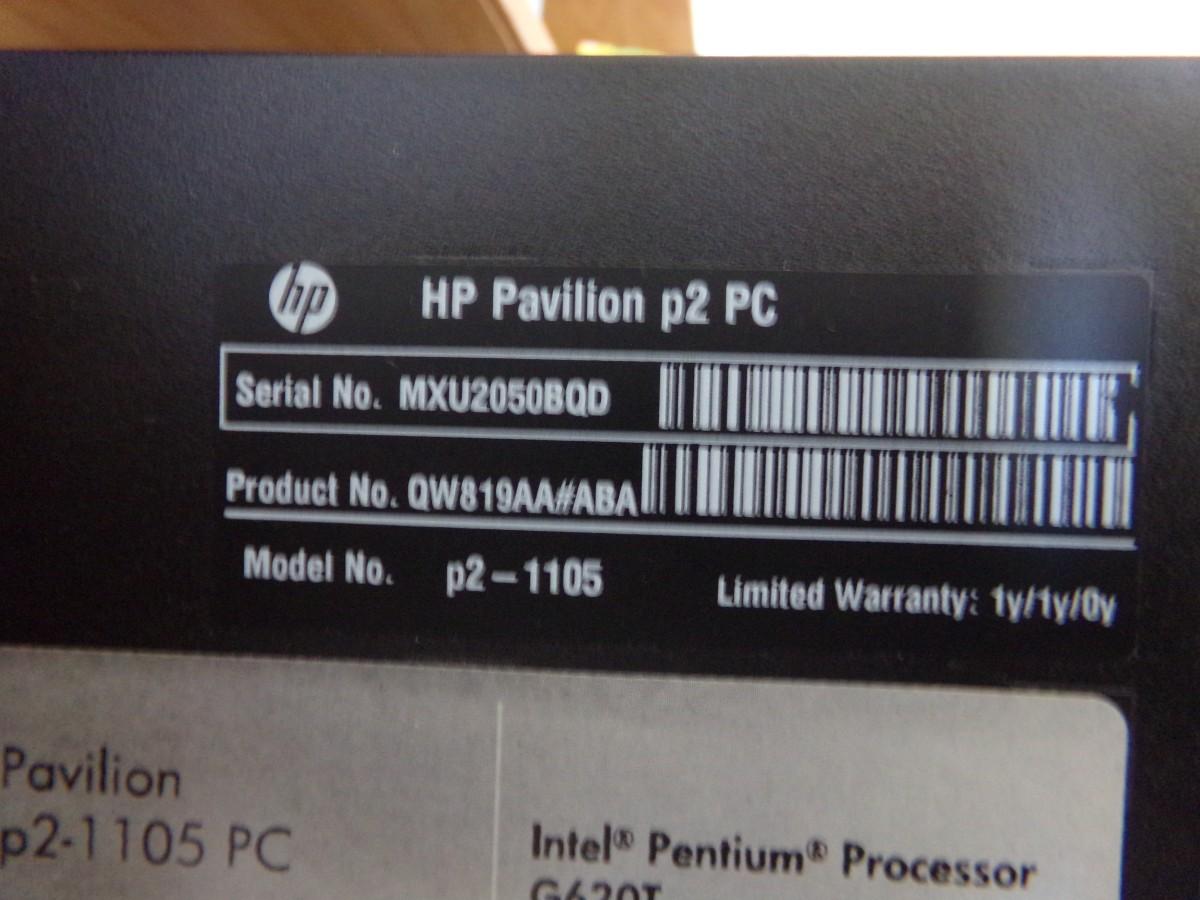 hp HP Pavilion p2 PC
Serial No. MXU2050BQD
Product No. QW819AA#ABA
Model No. p2-1105 Limited Warranty: 1y/1y/0y
Pavilion
p2-1105 PC
Intel® Pentium® Processor
G620T